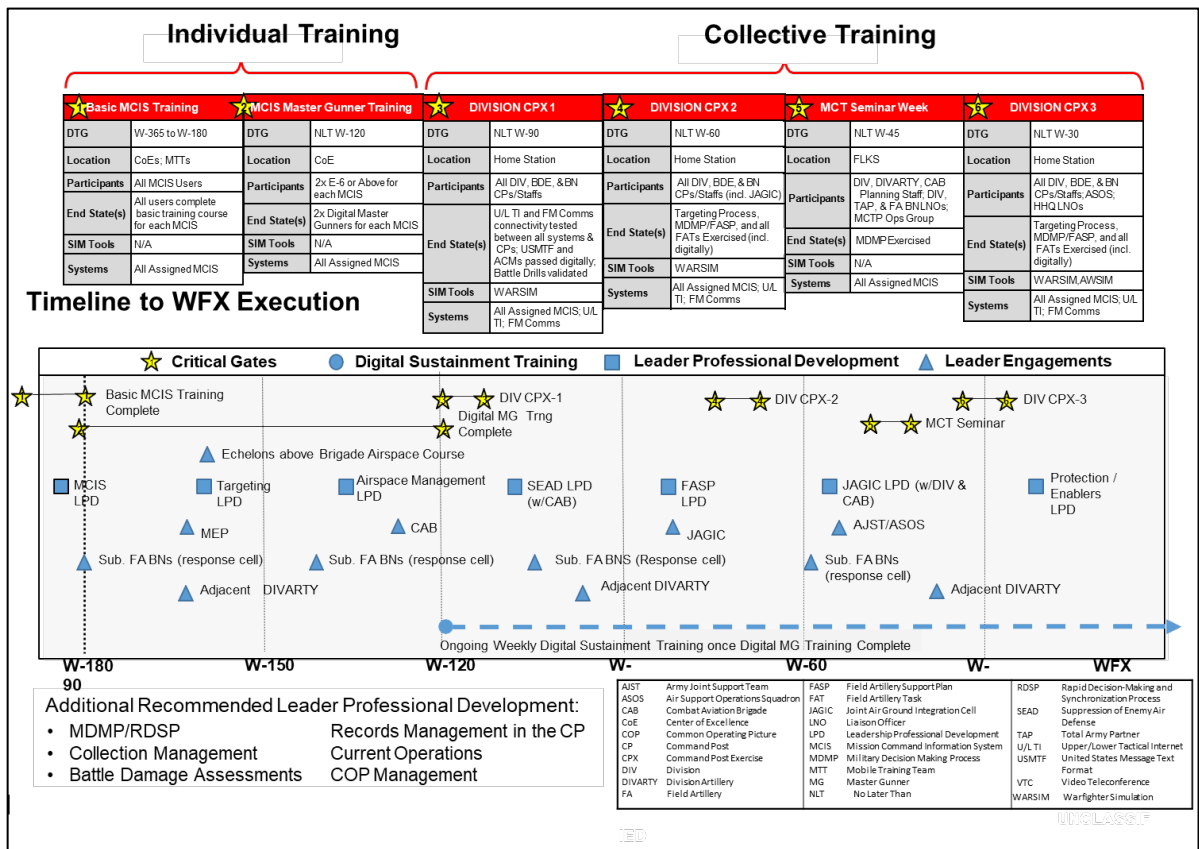 Individual Training
Collective Training
1 Basic MCIS Training
DTG W-365 to W-180
Location CoEs; MTTs
Participants All MCIS Users
End State(s) All users complete
basic training course
for each MCIS
SIM Tools N/A
Systems All Assigned MCIS
2 MCIS Master Gunner Training
DTG NLT W-120
Location CoE
Participants 2x E-6 or Above for
each MCIS
End State(s) 2x Digital Master
Gunners for each MCIS
SIM Tools N/A
Systems All Assigned MCIS
3 DIVISION CPX 1
DTG NLT W-90
Location Home Station
Participants All DIV, BDE, & BN
CPs/Staffs
End State(s) U/L TI and FM Comms
connectivity tested
between all systems &
CPs; USMTF and
ACMs passed digitally;
Battle Drills validated
SIM Tools WARSIM
Systems All Assigned MCIS; U/L
TI; FM Comms
4 DIVISION CPX 2
DTG NLT W-60
Location Home Station
Participants All DIV, BDE, & BN
CPs/Staffs (incl. JAGIC)
End State(s) Targeting Process,
MDMP/FASP, and all
FATs Exercised (incl.
digitally)
SIM Tools WARSIM
Systems All Assigned MCIS; U/L
TI; FM Comms
5 MCT Seminar Week
DTG NLT W-45
Location FLKS
Participants DIV, DIVARTY, CAB
Planning Staff; DIV,
TAP, & FA BN LNOs;
MCTP Ops Group
End State(s) MDMP Exercised
SIM Tools N/A
Systems All Assigned MCIS
6 DIVISION CPX 3
DTG NLT W-30
Location Home Station
Participants All DIV, BDE, & BN
CPs/Staffs; ASOS;
HHQ LNOs
End State(s) Targeting Process,
MDMP/FASP, and all
FATs Exercised (incl.
digitally)
SIM Tools WARSIM, AWSIM
Systems All Assigned MCIS; U/L
TI; FM Comms
Timeline to WFX Execution
Critical Gates Digital Sustainment Training Leader Professional Development Leader Engagements
1 1 Basic MCIS Training
Complete
3 3 DIV CPX-1
4 4 DIV CPX-2
6 6 DIV CPX-3
2 2 Digital MG Trng
Complete
5 5 MCT Seminar
Echelons above Brigade Airspace Course
MCIS
LPD
Targeting
LPD
Airspace Management
LPD
SEAD LPD
(w/CAB)
FASP
LPD
JAGIC LPD (w/DIV &
CAB)
Protection /
Enablers
LPD
MEP
CAB
JAGIC
AJST/ASOS
Sub. FA BNs (response cell)
Sub. FA BNs (response cell)
Sub. FA BNS (Response cell)
Sub. FA BNs
(response cell)
Adjacent DIVARTY
Adjacent DIVARTY
Adjacent DIVARTY
Ongoing Weekly Digital Sustainment Training once Digital MG Training Complete
W-180 W-150 W-120 W- W-60 W- WFX
90
Additional Recommended Leader Professional Development:
• MDMP/RDSP Records Management in the CP
• Collection Management Current Operations
• Battle Damage Assessments COP Management
AJST Army Joint Support Team
ASOS Air Support Operations Squadron
CAB Combat Aviation Brigade
CoE Center of Excellence
COP Common Operating Picture
CP Command Post
CPX Command Post Exercise
DIV Division
DIVARTY Division Artillery
FA Field Artillery
FASP Field Artillery Support Plan
FAT Field Artillery Task
JAGIC Joint Air Ground Integration Cell
LNO Liaison Officer
LPD Leadership Professional Development
MCIS Mission Command Information System
MDMP Military Decision Making Process
MTT Mobile Training Team
MG Master Gunner
NLT No Later Than
RDSP Rapid Decision-Making and
Synchronization Process
SEAD Suppression of Enemy Air
Defense
TAP Total Army Partner
U/L TI Upper/Lower Tactical Internet
USMTF United States Message Text
Format
VTC Video Teleconference
WARSIM Warfighter Simulation
UNCLASSIF
IED